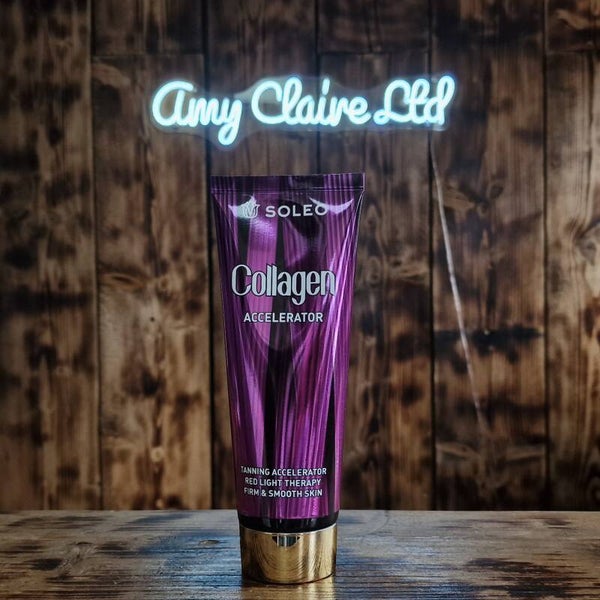 Amy Claire Ltd
SOLEO
Collagen
ACCELERATOR
TANNING ACCELERATOR
RED LIGHT THERAPY
FIRM & SMOOTH SKIN